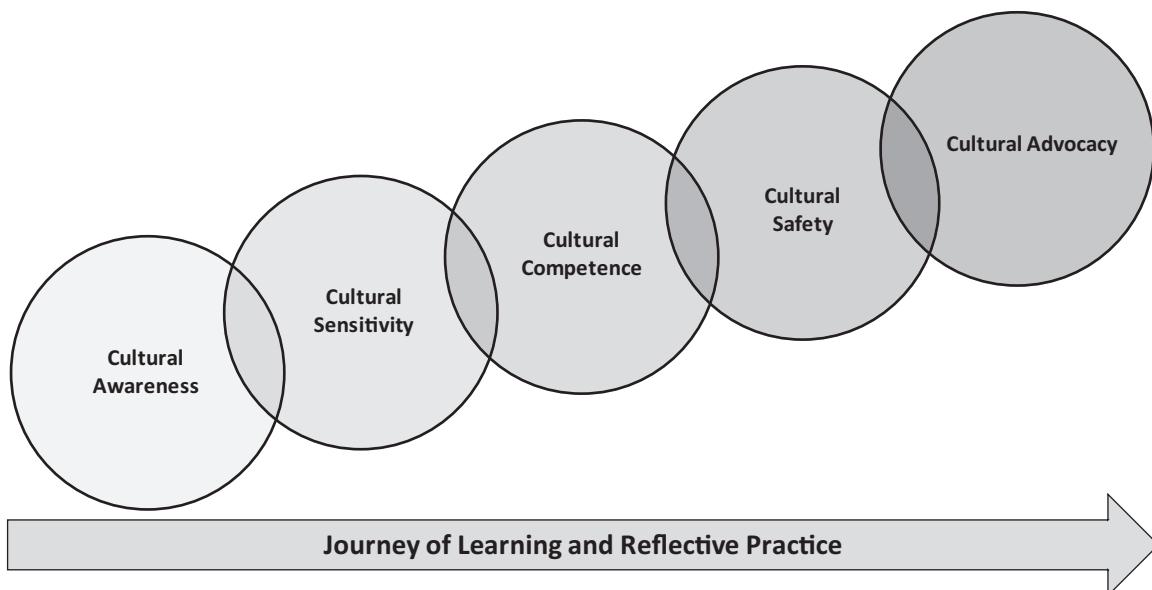 Cultural
Awareness
Cultural
Sensitivity
Cultural
Competence
Cultural
Safety
Cultural Advocacy
Journey of Learning and Reflective Practice